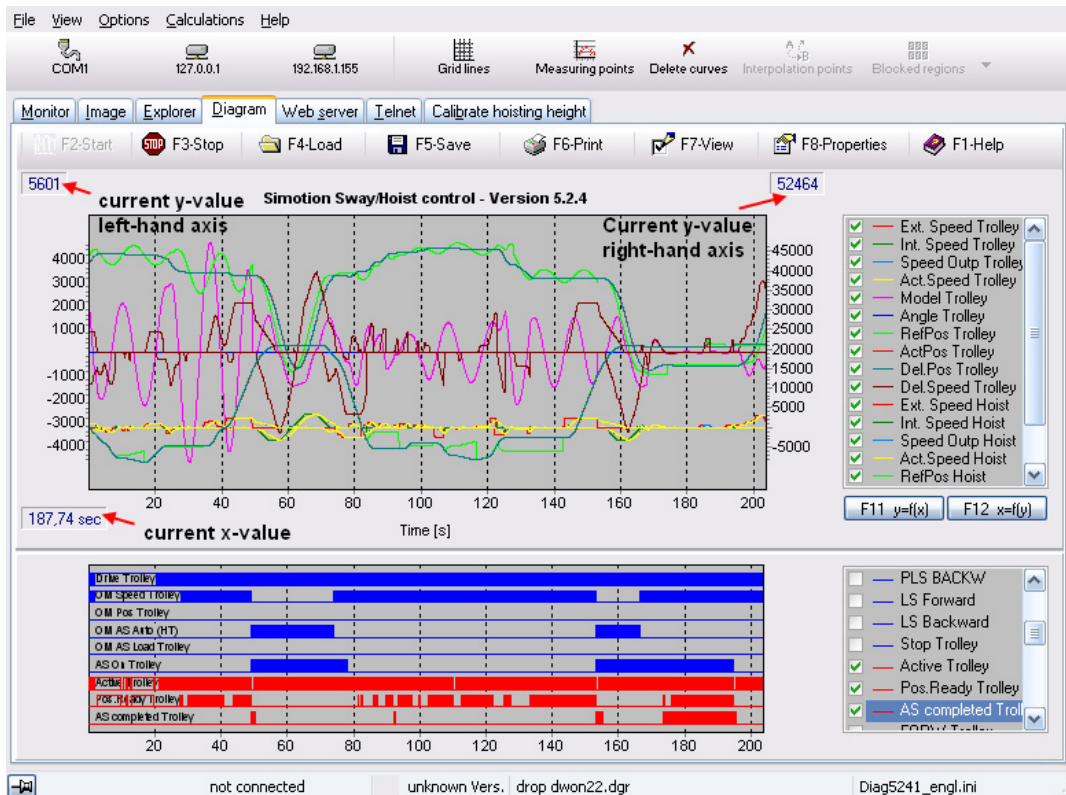 File View Options Calculations Help
COM1 127.0.0.1 192.168.1.155 Grid lines Measuring points Delete curves Interpolation points Blocked regions
Monitor Image Explorer Diagram Web server Telnet Calibrate hoisting height
F2-Start STOP F3-Stop F4-Load F5-Save F6-Print F7-View F8-Properties F1-Help
5601 52464
current y-value
left-hand axis
Simotion Sway/Hoist control - Version 5.2.4
Current y-value
right-hand axis
4000
3000
2000
1000
-1000
-2000
-3000
-4000
45000
40000
35000
30000
25000
20000
15000
10000
5000
-5000
20 40 60 80 100 120 140 160 180 200
Time [s]
187,74 sec
current x-value
Ext. Speed Trolley
Int. Speed Trolley
Speed Outp Trolley
Act.Speed Trolley
Model Trolley
Angle Trolley
RefPos Trolley
ActPos Trolley
Del.Pos Trolley
Del.Speed Trolley
Ext. Speed Hoist
Int. Speed Hoist
Speed Outp Hoist
Act.Speed Hoist
RefPos Hoist
F11 y=f(x) F12 x=f(y)
Drive Trolley
OM Speed Trolley
OM Pos Trolley
OM AS Auto (HT)
OM AS Load Trolley
AS On Trolley
Active Trolley
Pos.Ready Trolley
AS completed Trolley
20 40 60 80 100 120 140 160 180 200
PLS BACKW
LS Forward
LS Backward
Stop Trolley
Active Trolley
Pos.Ready Trolley
AS completed Troll
not connected unknown Vers. drop dwon22.dgr Diag5241_engl.ini